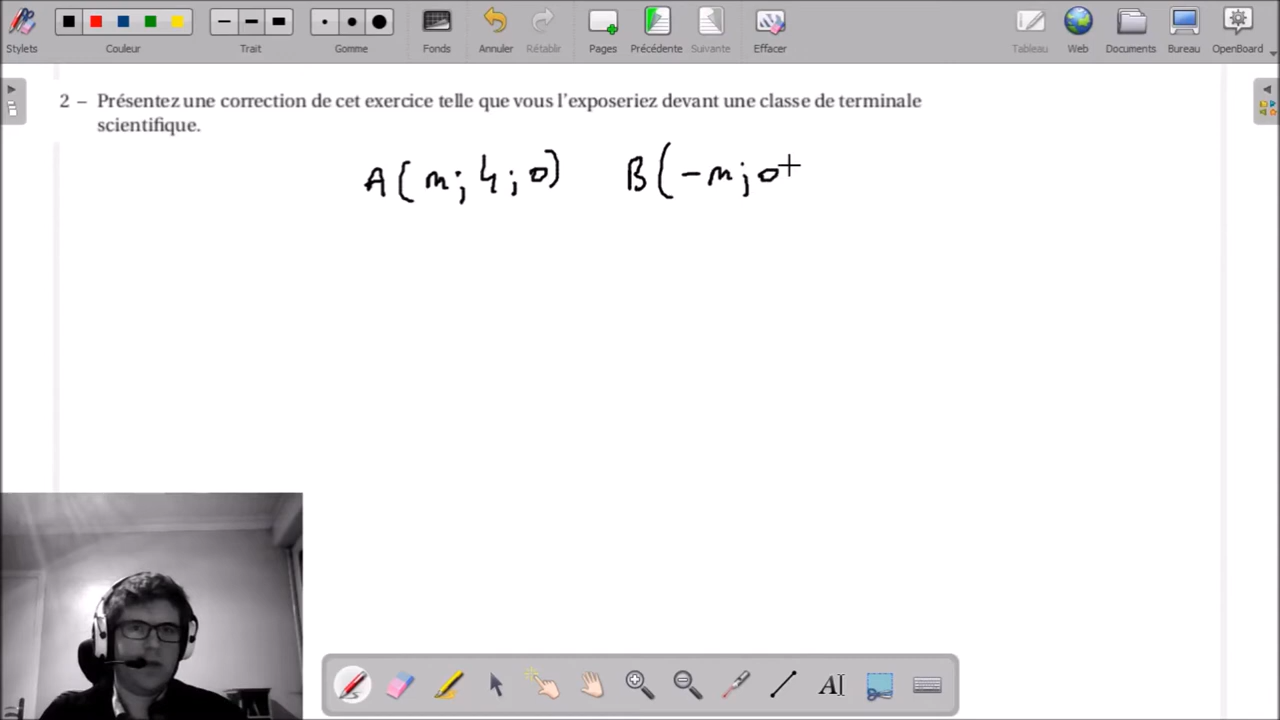 Stylets Couleur Trait Gomme Fonds Annuler Rétablir Pages Précédente Suivante Effacer Tableau Web Documents Bureau OpenBoard
2 – Présentez une correction de cet exercice telle que vous l'exposeriez devant une classe de terminale
scientifique.
A(m; 4; 0) B(-m; 0
AI